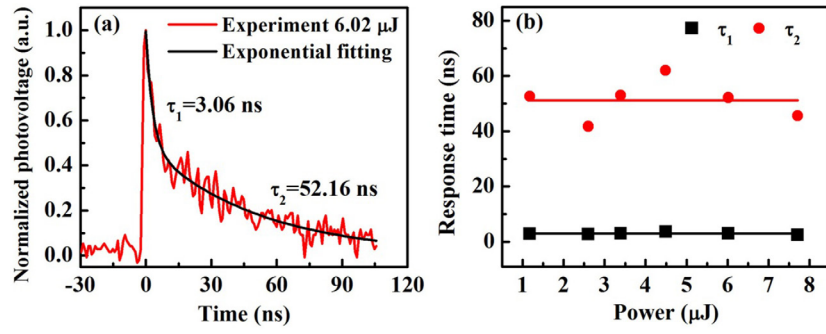 (a)
Experiment 6.02 μJ
Exponential fitting
τ1=3.06 ns
τ2=52.16 ns
Normalized photovoltage (a.u.)
1.0
0.8
0.6
0.4
0.2
0.0
-30 0 30 60 90 120
Time (ns)
(b)
τ1 τ2
Response time (ns)
80
60
40
20
0
1 2 3 4 5 6 7 8
Power (μJ)